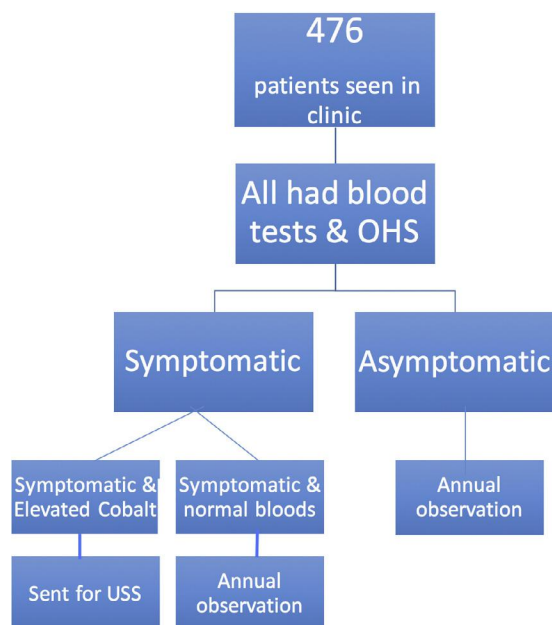 476
patients seen in
clinic
All had blood
tests & OHS
Symptomatic
Asymptomatic
Symptomatic &
Elevated Cobalt
Symptomatic &
normal bloods
Annual
observation
Sent for USS
Annual
observation